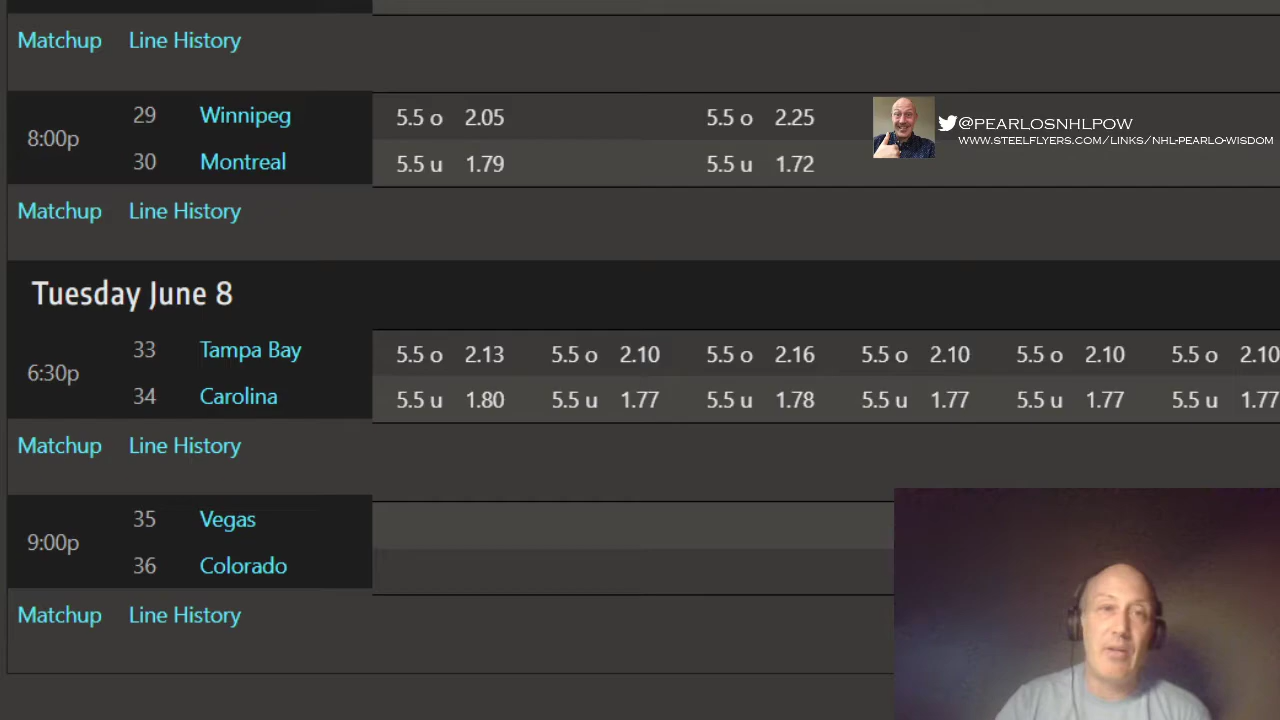 Matchup Line History
29 Winnipeg 5.5 o 2.05 5.5 o 2.25
8:00p
30 Montreal 5.5 u 1.79 5.5 u 1.72
@PEARLOSNHLPOW
WWW.STEELFLYERS.COM/LINKS/NHL-PEARLO-WISDOM
Matchup Line History
Tuesday June 8
33 Tampa Bay 5.5 o 2.13 5.5 o 2.10 5.5 o 2.16 5.5 o 2.10 5.5 o 2.10 5.5 o 2.10
6:30p
34 Carolina 5.5 u 1.80 5.5 u 1.77 5.5 u 1.78 5.5 u 1.77 5.5 u 1.77 5.5 u 1.77
Matchup Line History
35 Vegas
9:00p
36 Colorado
Matchup Line History